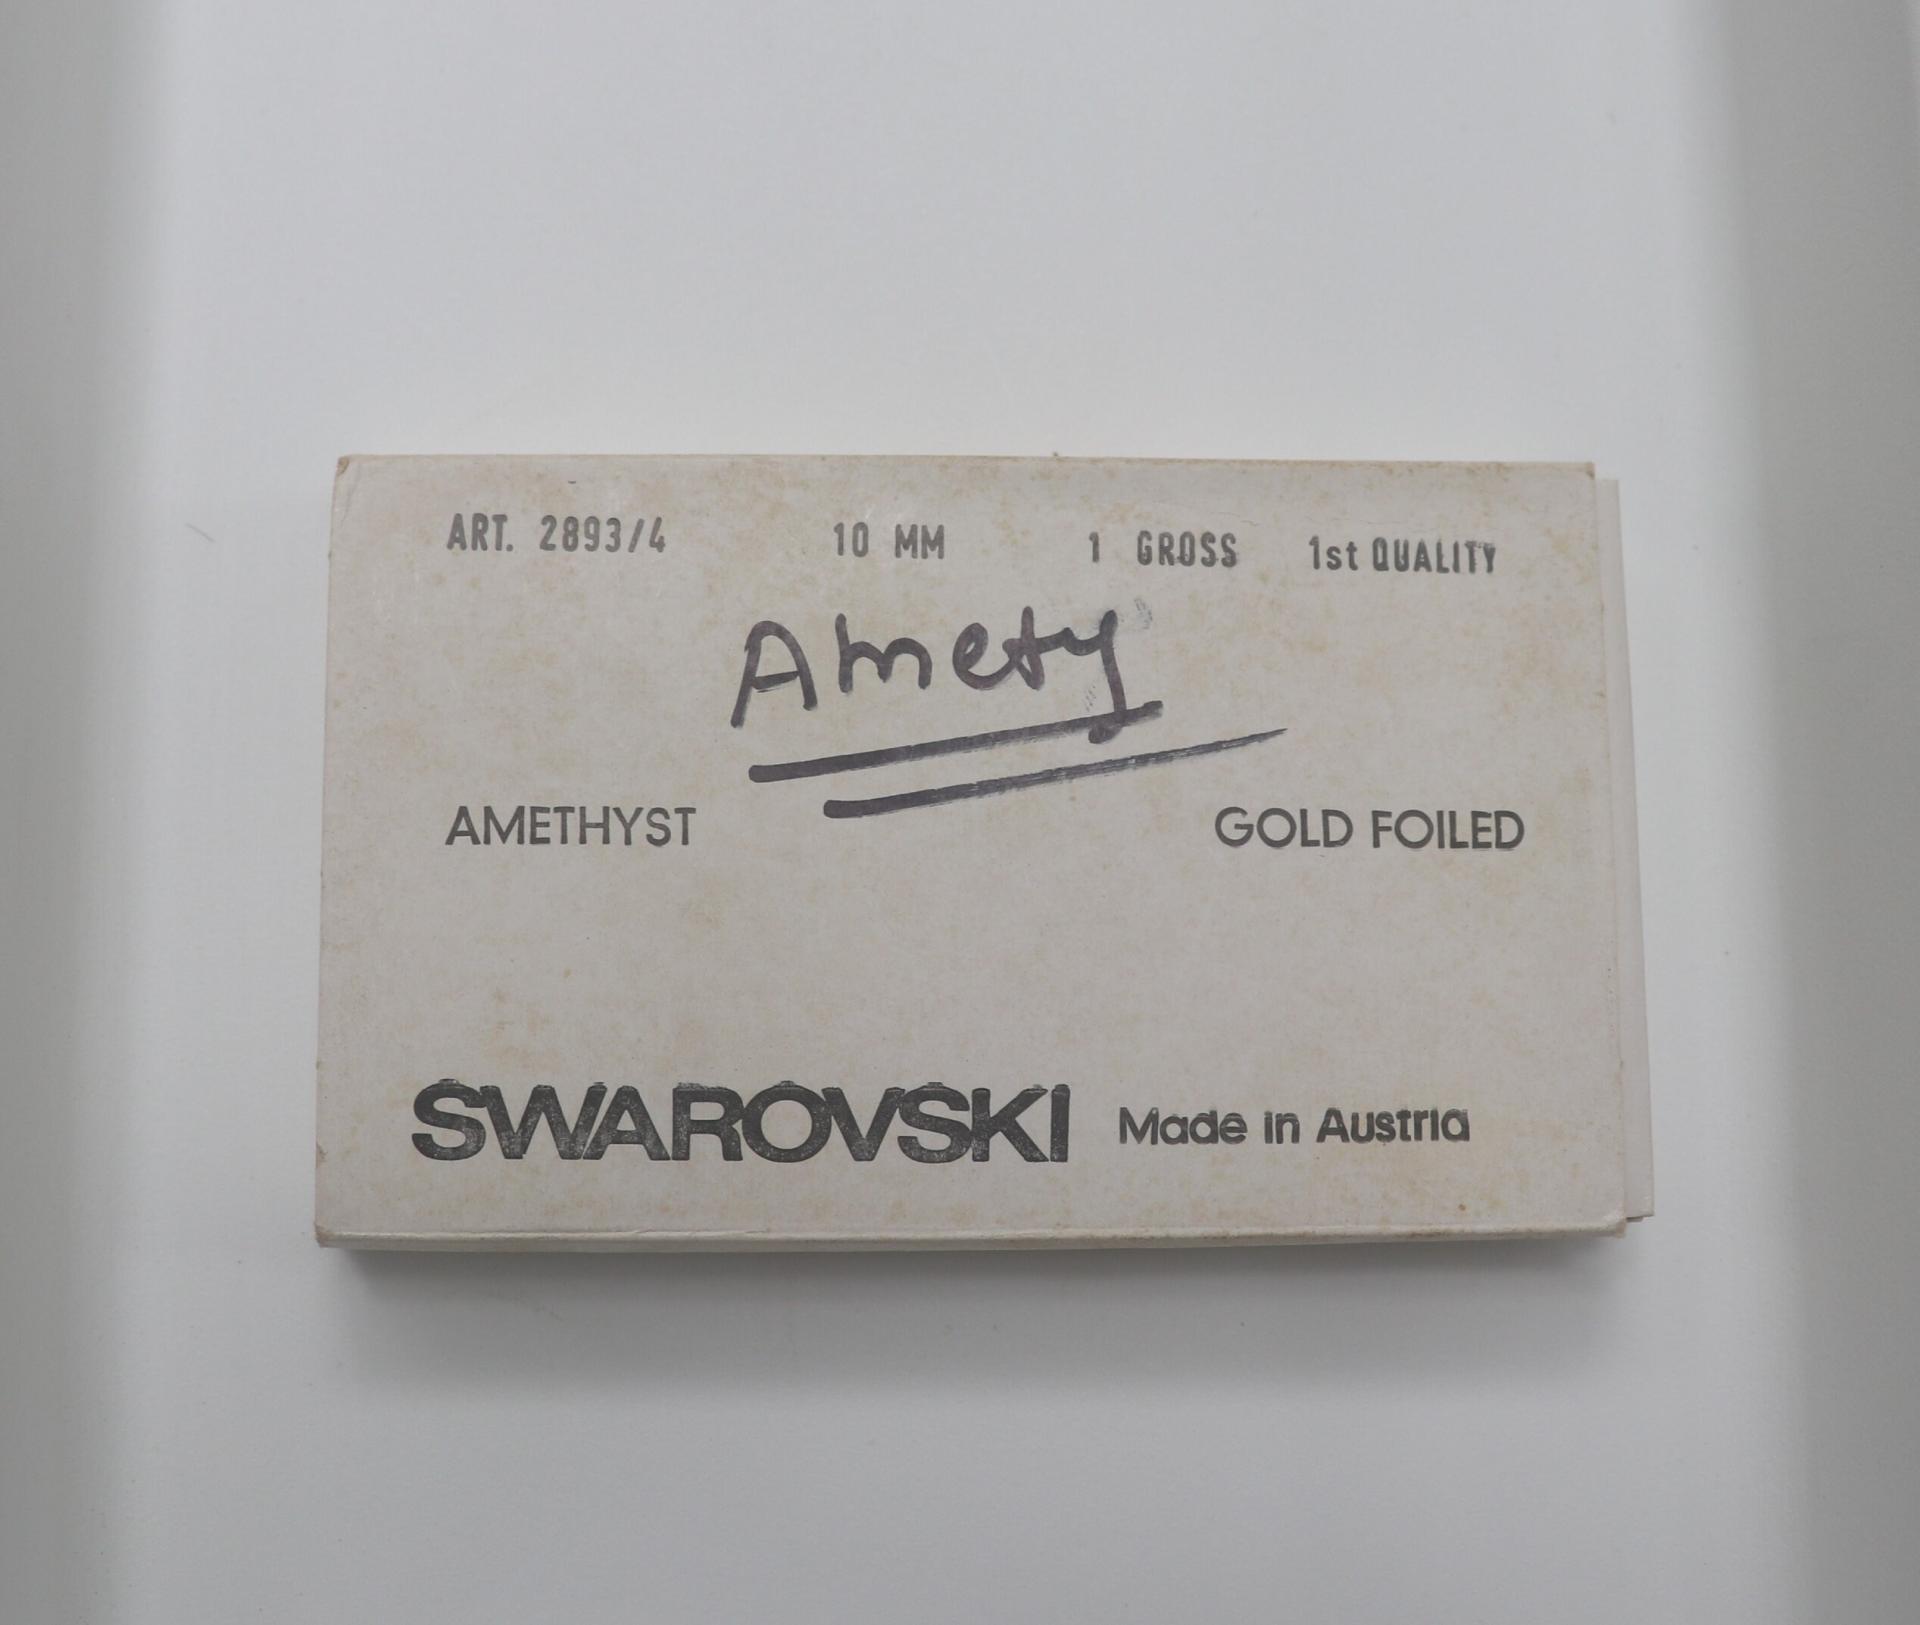 ART. 2893/4 10 MM 1 GROSS 1st QUALITY
Amety
AMETHYST GOLD FOILED
SWAROVSKI Made in Austria